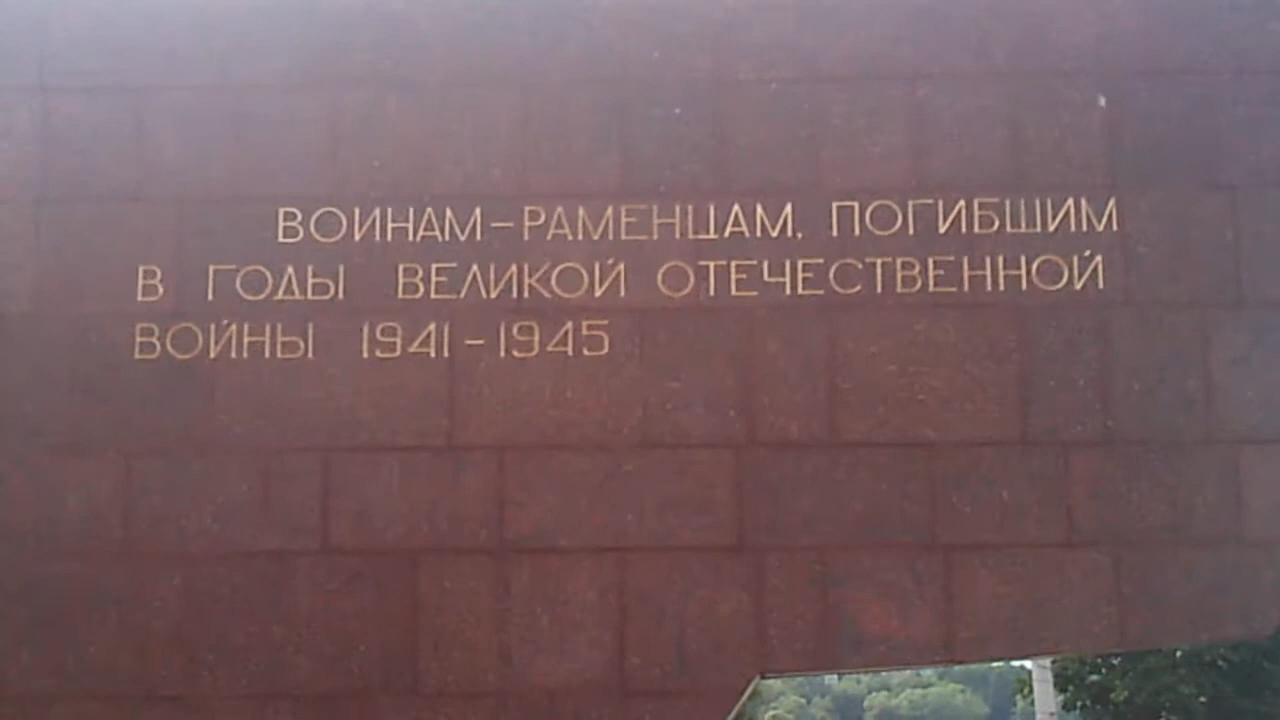 ВОИНАМ-РАМЕНЦАМ, ПОГИБШИМ
В ГОДЫ ВЕЛИКОЙ ОТЕЧЕСТВЕННОЙ
ВОЙНЫ 1941-1945